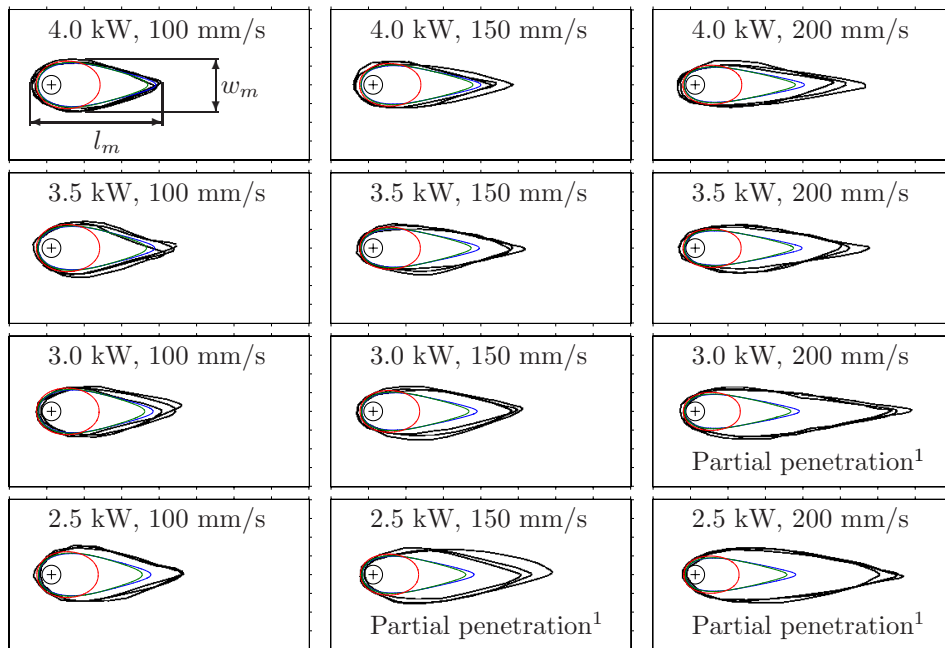 4.0 kW, 100 mm/s
w_m
l_m
4.0 kW, 150 mm/s
4.0 kW, 200 mm/s
3.5 kW, 100 mm/s
3.5 kW, 150 mm/s
3.5 kW, 200 mm/s
3.0 kW, 100 mm/s
3.0 kW, 150 mm/s
3.0 kW, 200 mm/s
Partial penetration¹
2.5 kW, 100 mm/s
2.5 kW, 150 mm/s
Partial penetration¹
2.5 kW, 200 mm/s
Partial penetration¹